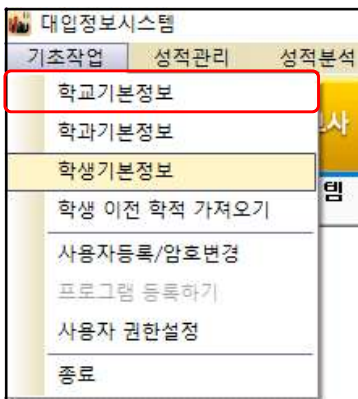 대입정보시스템
기초작업 성적관리 성적분석
학교기본정보
사
학과기본정보
학생기본정보
템
학생 이전 학적 가져오기
사용자등록/암호변경
프로그램 등록하기
사용자 권한설정
종료